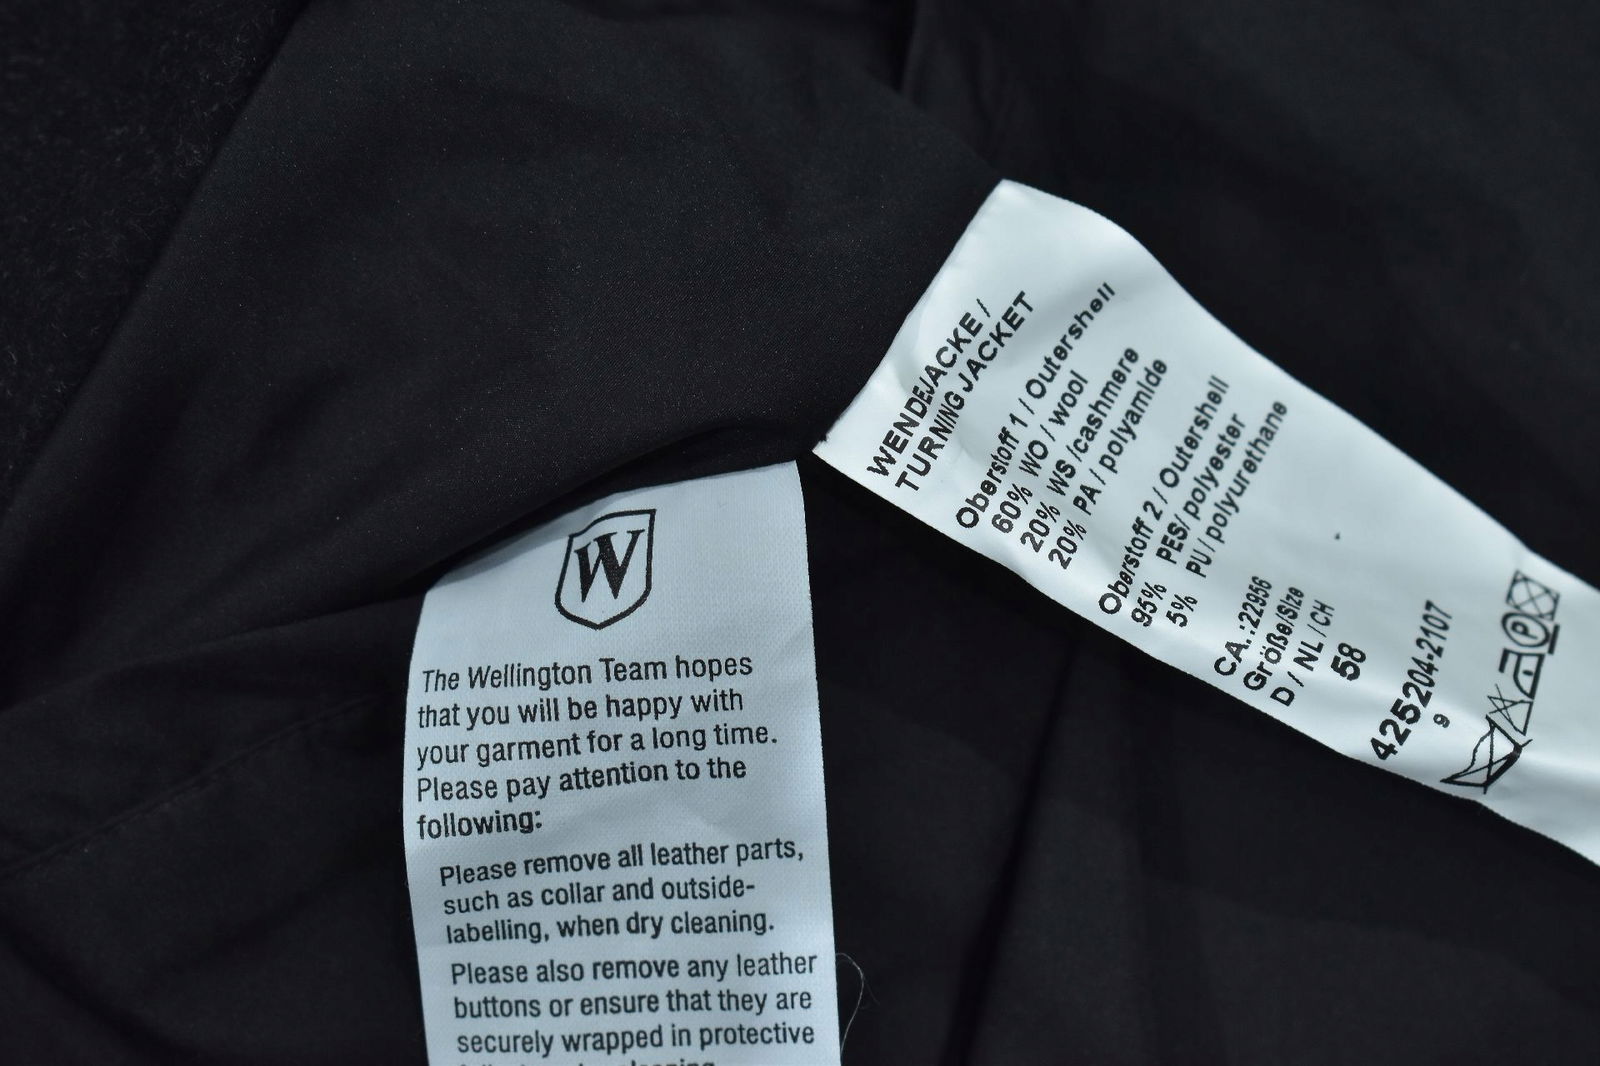 W
The Wellington Team hopes
that you will be happy with
your garment for a long time.
Please pay attention to the
following:
Please remove all leather parts,
such as collar and outside-
labelling, when dry cleaning.
Please also remove any leather
buttons or ensure that they are
securely wrapped in protective
cleaning.
WENDEJACKE /
TURNING JACKET
Oberstoff 1 / Outershell
60% WO / wool
20% WS /cashmere
20% PA / polyamide
Oberstoff 2 / Outershell
95% PES/ polyester
5% PU / polyurethane
CA.:22956
Größe/Size
D / NL / CH
58
425204-2107
9
P